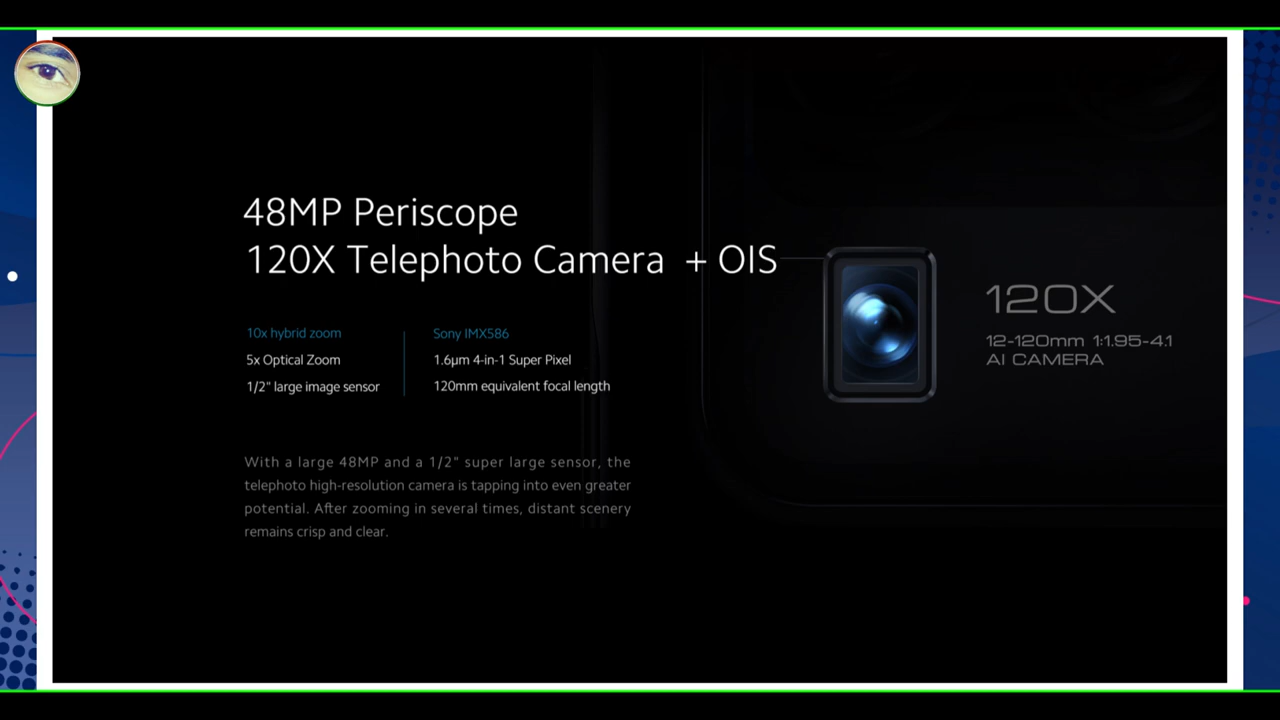 48MP Periscope
120X Telephoto Camera + OIS
10x hybrid zoom
5x Optical Zoom
1/2" large image sensor
Sony IMX586
1.6μm 4-in-1 Super Pixel
120mm equivalent focal length
With a large 48MP and a 1/2" super large sensor, the
telephoto high-resolution camera is tapping into even greater
potential. After zooming in several times, distant scenery
remains crisp and clear.
120X
12-120mm 1:1.95-4.1
AI CAMERA